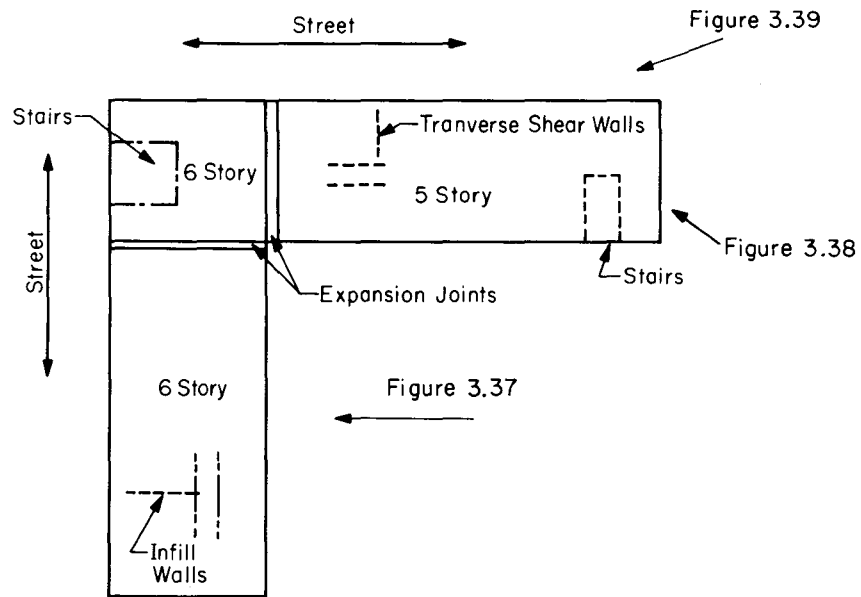 Street
Figure 3.39
Stairs
Tranverse Shear Walls
6 Story
5 Story
Street
Figure 3.38
Stairs
Expansion Joints
6 Story
Figure 3.37
Infill
Walls